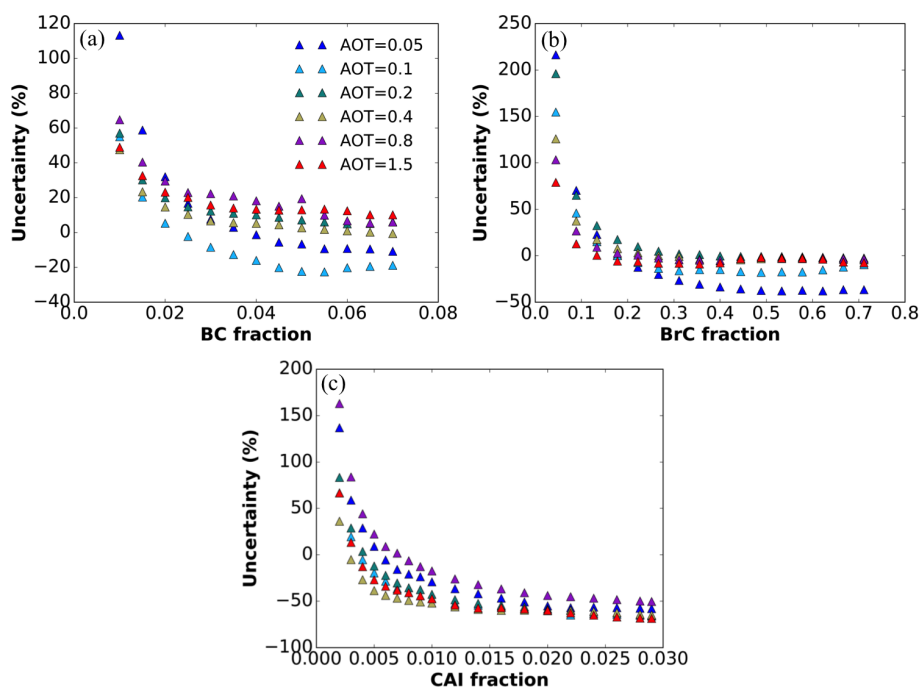 (a)
120
100
80
60
40
20
0
−20
−40
Uncertainty (%)
0.00
0.02
0.04
0.06
0.08
BC fraction
AOT=0.05
AOT=0.1
AOT=0.2
AOT=0.4
AOT=0.8
AOT=1.5
(b)
250
200
150
100
50
0
−50
Uncertainty (%)
0.0
0.1
0.2
0.3
0.4
0.5
0.6
0.7
0.8
BrC fraction
(c)
200
150
100
50
0
−50
−100
Uncertainty (%)
0.000
0.005
0.010
0.015
0.020
0.025
0.030
CAI fraction